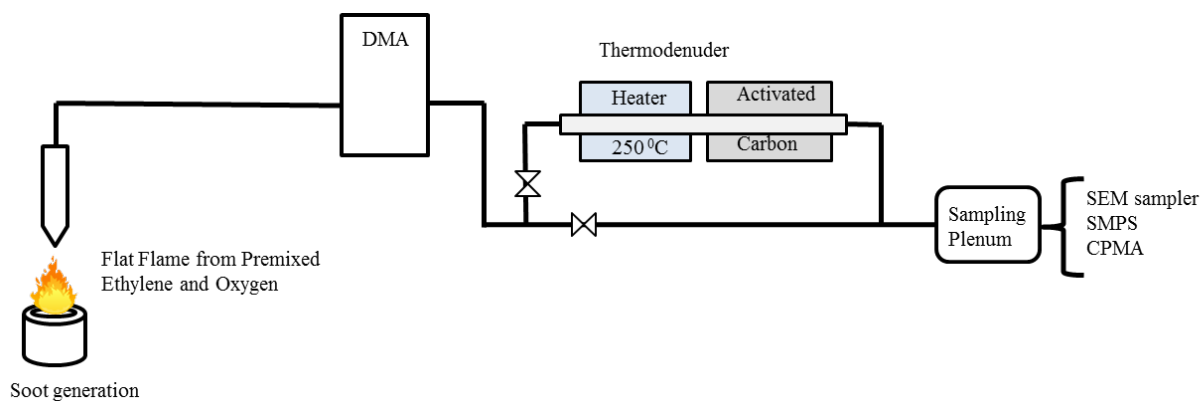 DMA
Thermodenuder
Heater
Activated
250 ⁰C
Carbon
Sampling
Plenum
SEM sampler
SMPS
CPMA
Flat Flame from Premixed
Ethylene and Oxygen
Soot generation